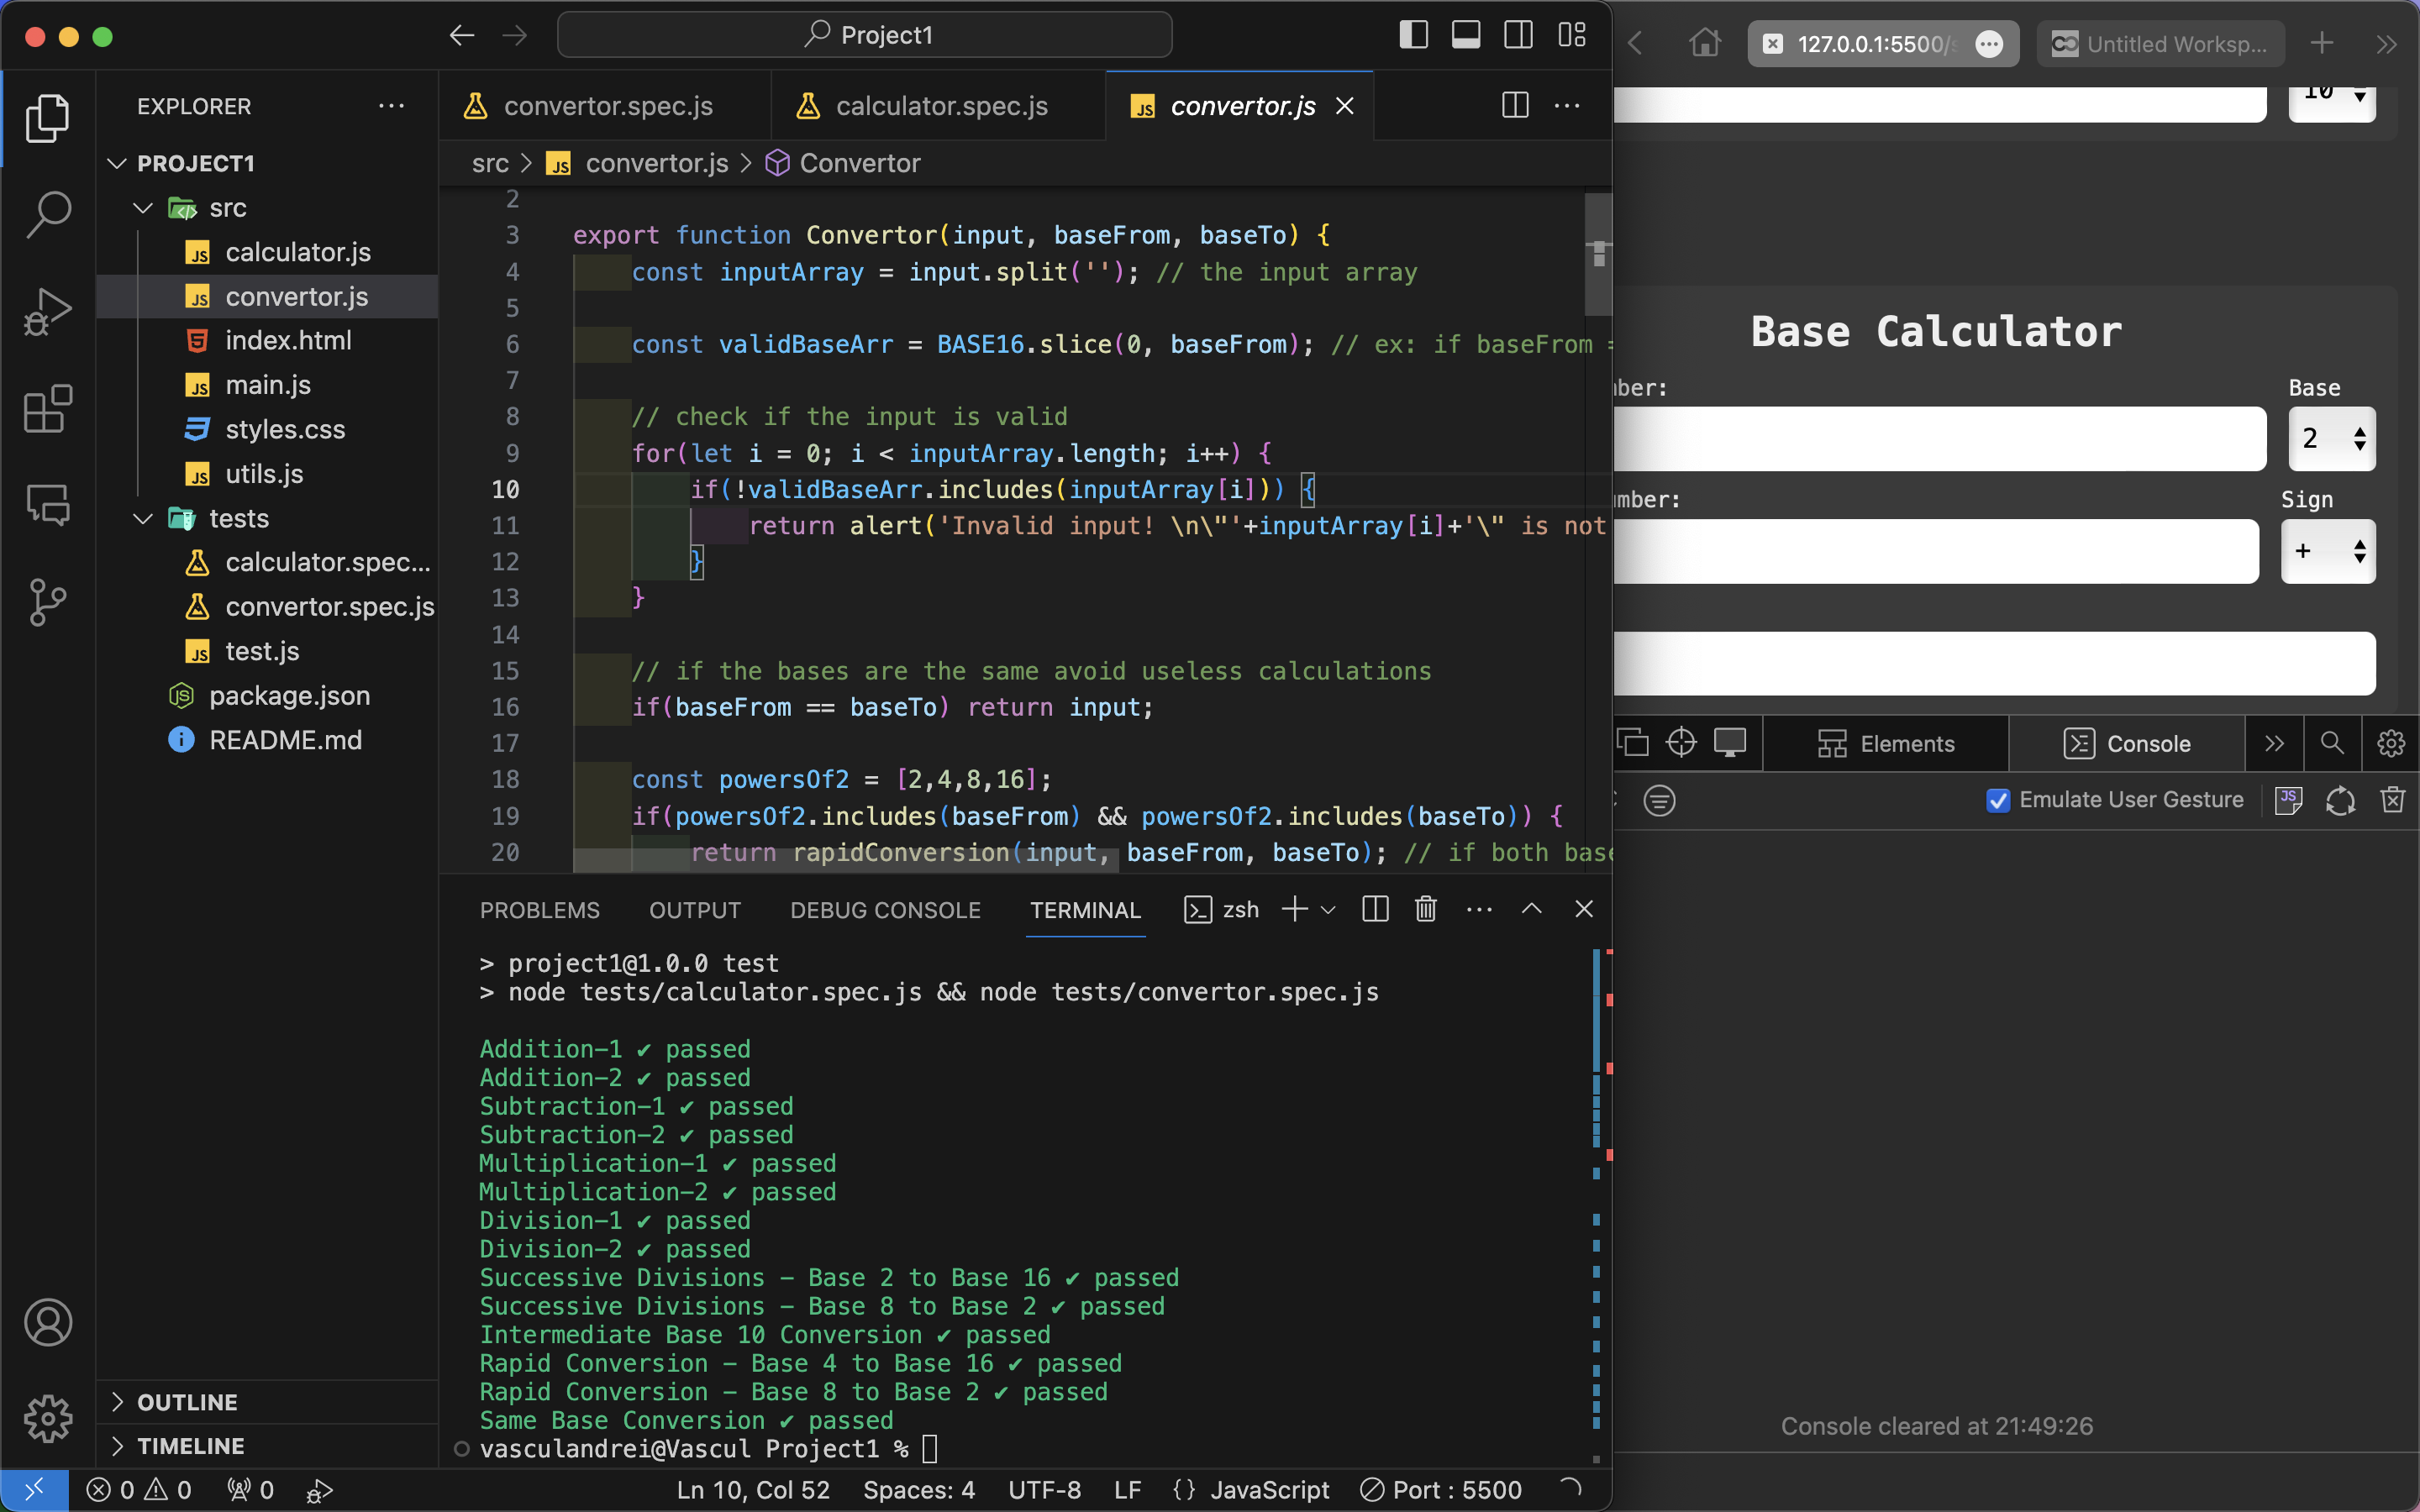 Project1
EXPLORER
PROJECT1
src
calculator.js
convertor.js
index.html
main.js
styles.css
utils.js
tests
calculator.spec...
convertor.spec.js
test.js
package.json
README.md
OUTLINE
TIMELINE
convertor.spec.js
calculator.spec.js
convertor.js
src > convertor.js > Convertor
2
3 export function Convertor(input, baseFrom, baseTo) {
4 const inputArray = input.split(''); // the input array
5
6 const validBaseArr = BASE16.slice(0, baseFrom); // ex: if baseFrom =
7
8 // check if the input is valid
9 for(let i = 0; i < inputArray.length; i++) {
10 if(!validBaseArr.includes(inputArray[i])) {
11 return alert('Invalid input! \n\"'+inputArray[i]+'\" is not
12 }
13 }
14
15 // if the bases are the same avoid useless calculations
16 if(baseFrom == baseTo) return input;
17
18 const powersOf2 = [2,4,8,16];
19 if(powersOf2.includes(baseFrom) && powersOf2.includes(baseTo)) {
20 return rapidConversion(input, baseFrom, baseTo); // if both base
PROBLEMS OUTPUT DEBUG CONSOLE TERMINAL zsh
> project1@1.0.0 test
> node tests/calculator.spec.js && node tests/convertor.spec.js
Addition-1 ✔ passed
Addition-2 ✔ passed
Subtraction-1 ✔ passed
Subtraction-2 ✔ passed
Multiplication-1 ✔ passed
Multiplication-2 ✔ passed
Division-1 ✔ passed
Division-2 ✔ passed
Successive Divisions - Base 2 to Base 16 ✔ passed
Successive Divisions - Base 8 to Base 2 ✔ passed
Intermediate Base 10 Conversion ✔ passed
Rapid Conversion - Base 4 to Base 16 ✔ passed
Rapid Conversion - Base 8 to Base 2 ✔ passed
Same Base Conversion ✔ passed
vasculandrei@Vascul Project1 %
0 0 0 Ln 10, Col 52 Spaces: 4 UTF-8 LF {} JavaScript Port : 5500
127.0.0.1:5500/s Untitled Worksp...
10
Base Calculator
mber: Base
2
umber: Sign
+
Elements Console
Emulate User Gesture
Console cleared at 21:49:26